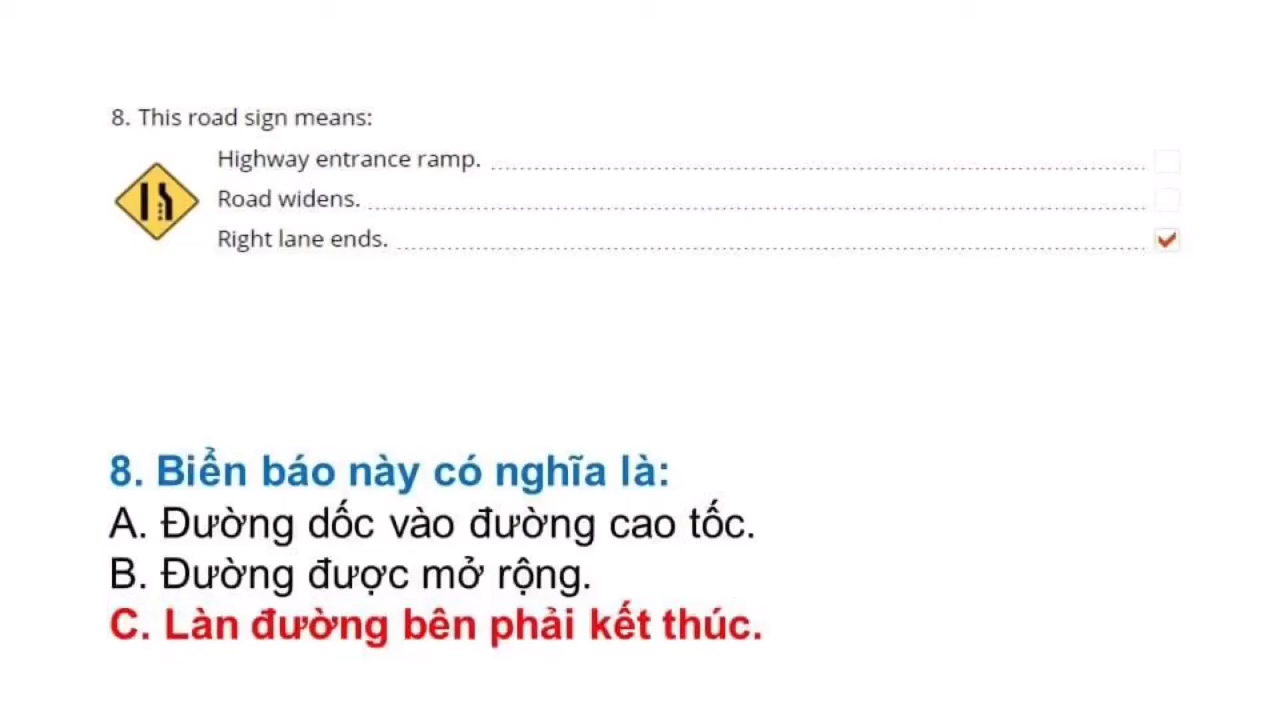 8. This road sign means:
Highway entrance ramp.
Road widens.
Right lane ends.
8. Biển báo này có nghĩa là:
A. Đường dốc vào đường cao tốc.
B. Đường được mở rộng.
C. Làn đường bên phải kết thúc.